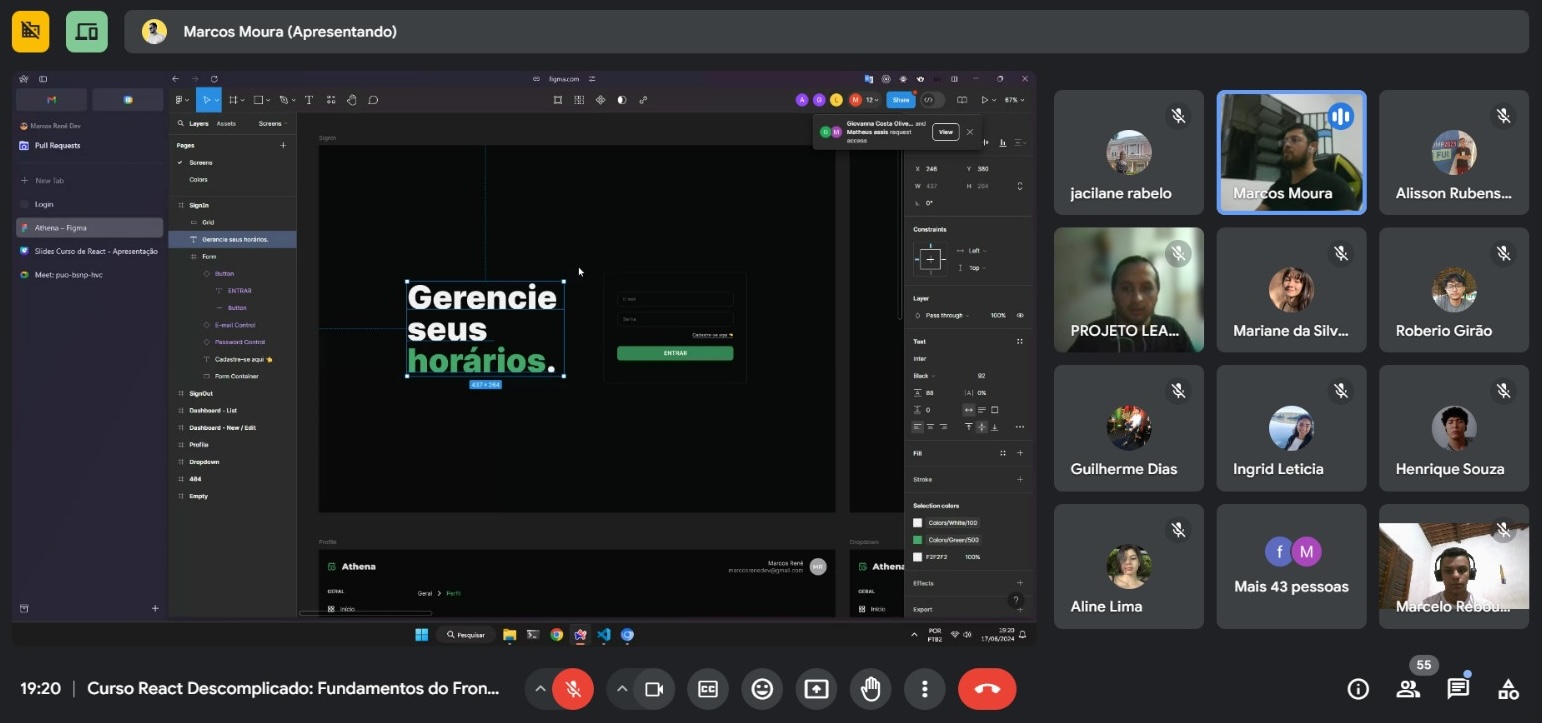 Marcos Moura (Apresentando)
figma.com
Marcos René Dev
Pull Requests
New Tab
Login
Athena – Figma
Slides Curso de React - Apresentação
Meet: puo-bsnp-hvc
Layers
Assets
Screens
Pages
Screens
Colors
SignIn
Grid
Gerencie seus horários.
Form
Button
ENTRAR
Button
E-mail Control
Password Control
Cadastre-se aqui 👈
Form Container
SignOut
Dashboard - List
Dashboard - New / Edit
Profile
Dropdown
404
Empty
A
G
L
M
12
Share
67%
G M
Giovanna Costa Olive... and
Matheus assis request
access
View
SignIn
Gerencie
seus
horários.
437 × 264
E-mail
Senha
Cadastre-se aqui 👈
ENTRAR
X 246
Y 380
W 437
H 264
0°
Constraints
Left
Top
Layer
Pass through
100%
Text
Inter
Black
92
88
|A| 0%
0
Fill
Stroke
Selection colors
Colors/White/100
Colors/Green/500
F2F2F2
100%
Effects
Export
?
Profile
Athena
Marcos René
marcosrenedev@gmail.com
MR
GERAL
Geral
Perfil
Início
Dropdown
Athena
GERAL
Início
Pesquisar
POR
PTB2
19:20
17/06/2024
jacilane rabelo
Marcos Moura
Alisson Rubens...
PROJETO LEA...
Mariane da Silv...
Roberio Girão
Guilherme Dias
Ingrid Leticia
Henrique Souza
Aline Lima
f M
Mais 43 pessoas
Marcelo Rebou...
19:20 | Curso React Descomplicado: Fundamentos do Fron...
CC
55